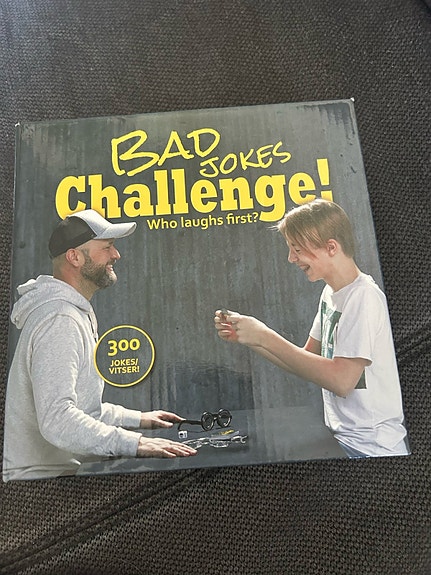 BAD
JOKES
Challenge!
Who laughs first?
300
JOKES/
VITSER!